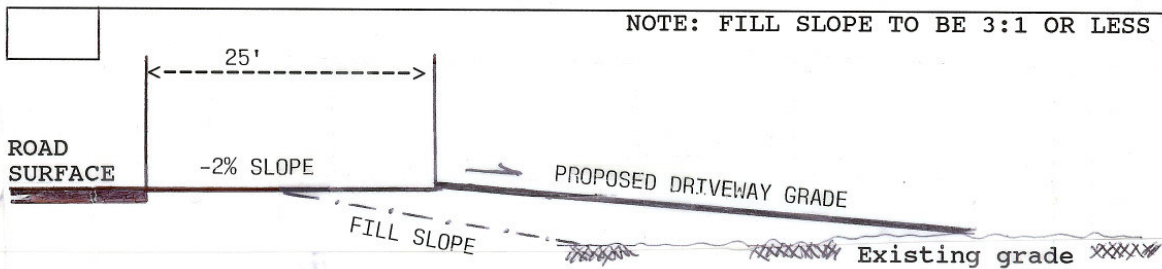 NOTE: FILL SLOPE TO BE 3:1 OR LESS
25'
ROAD
SURFACE
-2% SLOPE
PROPOSED DRIVEWAY GRADE
FILL SLOPE
Existing grade